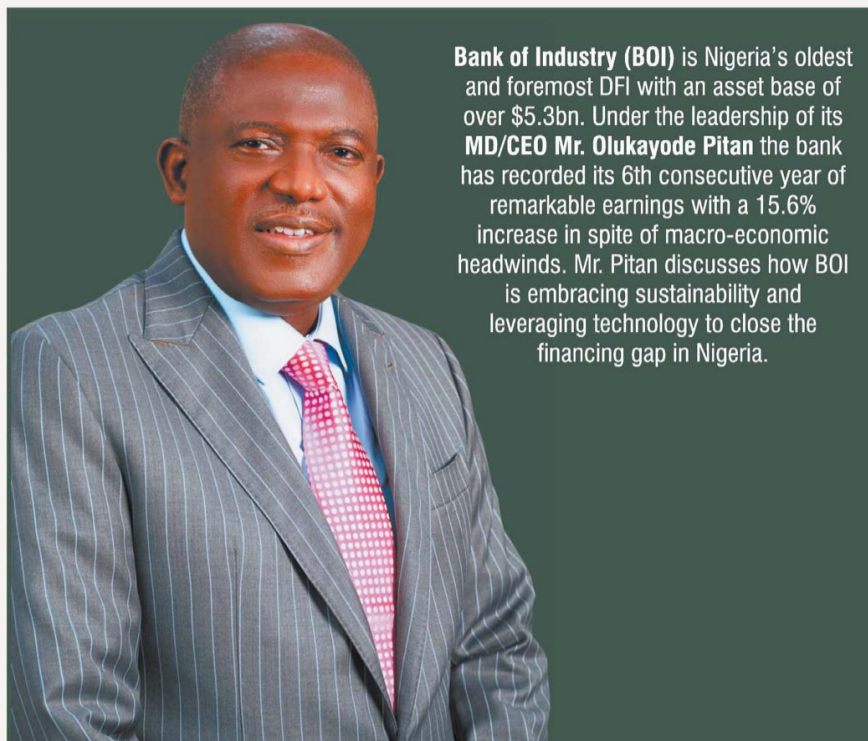 Bank of Industry (BOI) is Nigeria’s oldest
and foremost DFI with an asset base of
over $5.3bn. Under the leadership of its
MD/CEO Mr. Olukayode Pitan the bank
has recorded its 6th consecutive year of
remarkable earnings with a 15.6%
increase in spite of macro-economic
headwinds. Mr. Pitan discusses how BOI
is embracing sustainability and
leveraging technology to close the
financing gap in Nigeria.